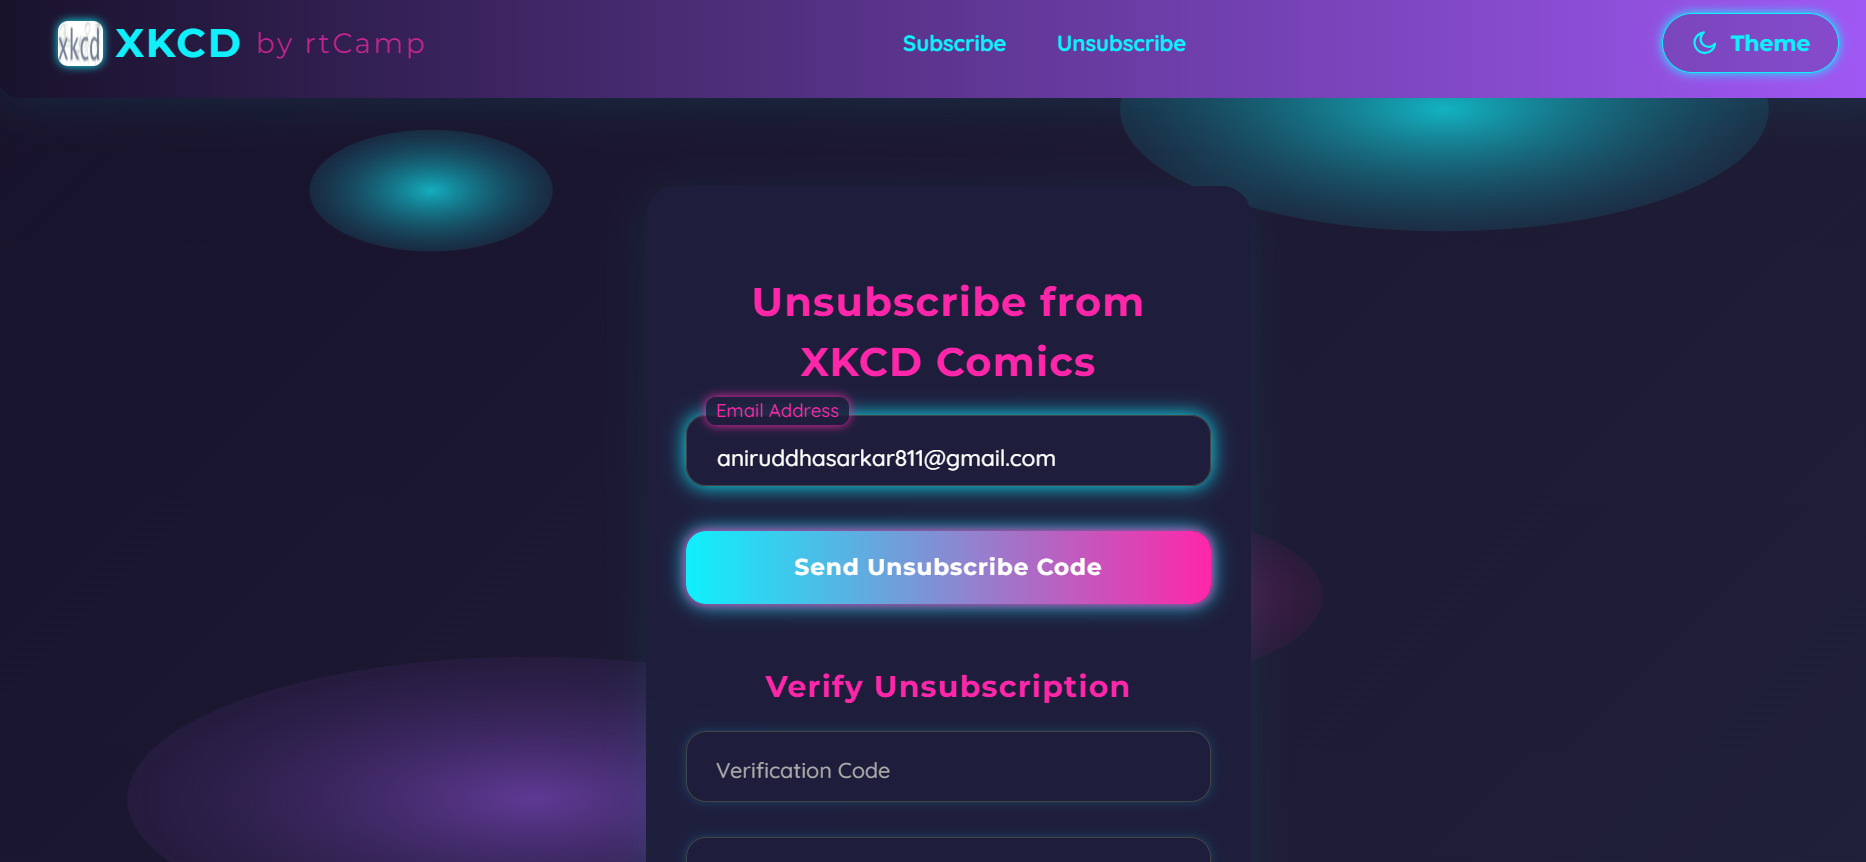 xkcd XKCD by rtCamp
Subscribe Unsubscribe
Theme
Unsubscribe from
XKCD Comics
Email Address
aniruddhasarkar811@gmail.com
Send Unsubscribe Code
Verify Unsubscription
Verification Code